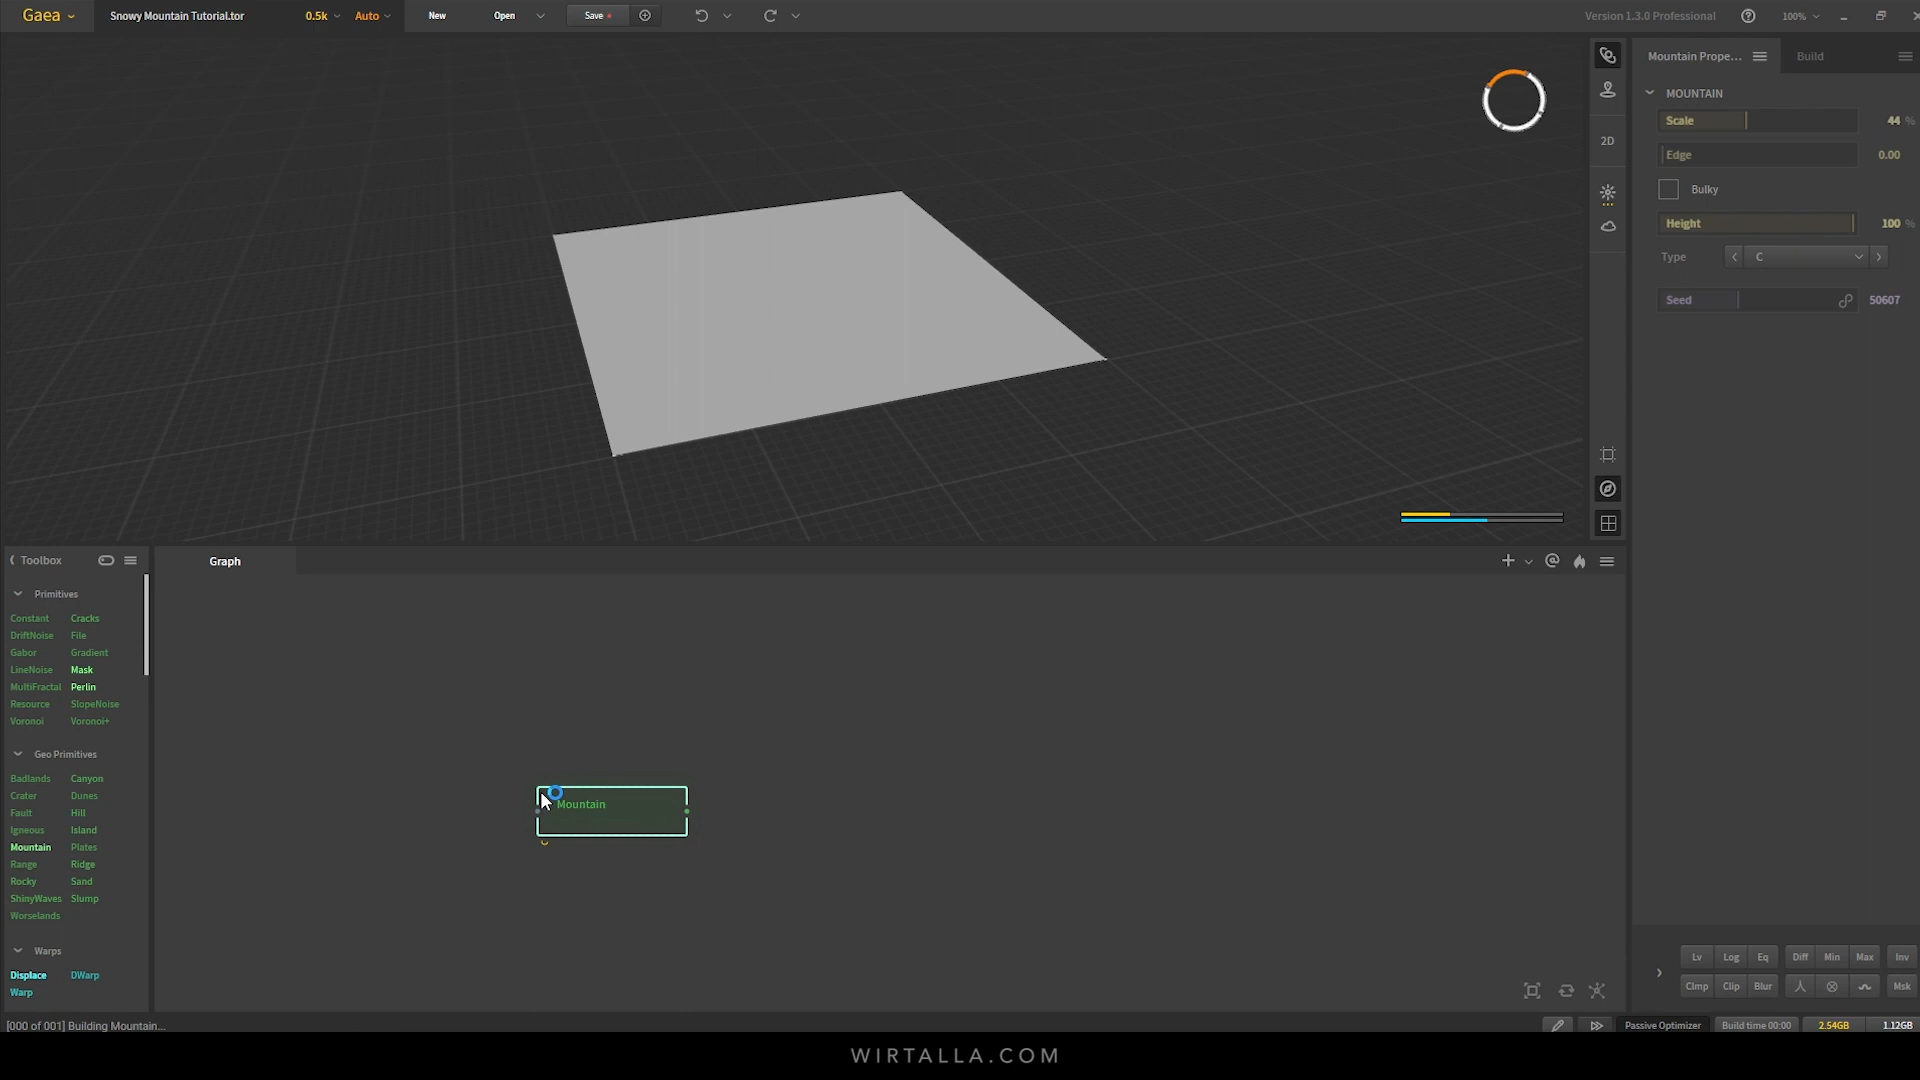 Gaea
Snowy Mountain Tutorial.tor
0.5k
Auto
New
Open
Save
Version 1.3.0 Professional
100%
Mountain Prope...
Build
MOUNTAIN
Scale 44 %
Edge 0.00
Bulky
Height 100 %
Type C
Seed 50607
2D
Toolbox
Graph
Primitives
Constant Cracks
DriftNoise File
Gabor Gradient
LineNoise Mask
MultiFractal Perlin
Resource SlopeNoise
Voronoi Voronoi+
Geo Primitives
Badlands Canyon
Crater Dunes
Fault Hill
Igneous Island
Mountain Plates
Range Ridge
Rocky Sand
ShinyWaves Slump
Worselands
Warps
Displace DWarp
Warp
Mountain
Lv Log Eq Diff Min Max Inv
Clmp Clip Blur Msk
[000 of 001] Building Mountain...
Passive Optimizer
Build time 00:00
2.54GB
1.12GB
WIRTALLA.COM